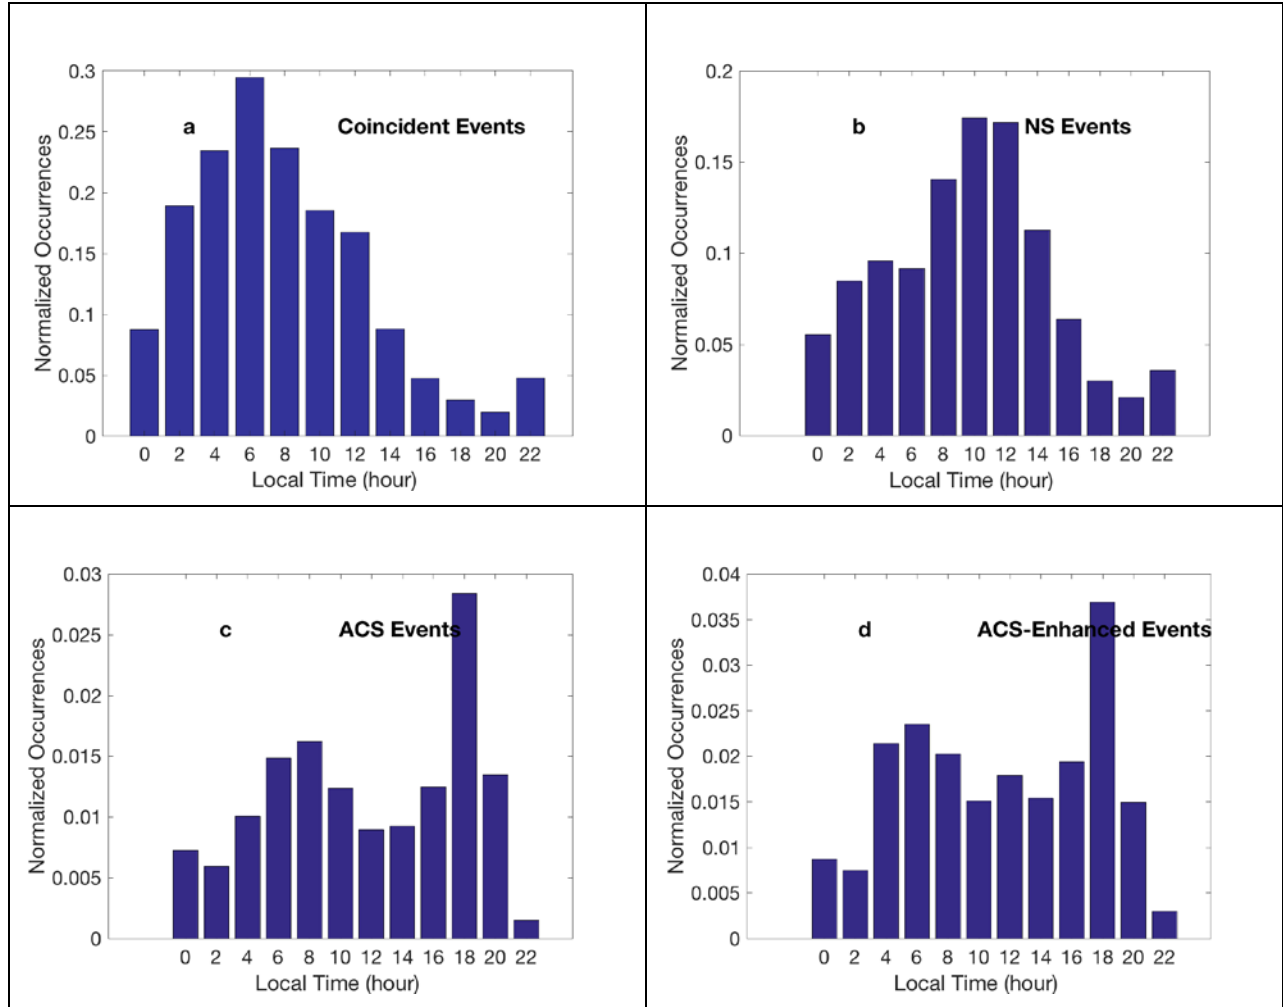 0.3
0.25
0.2
0.15
0.1
0.05
0
Normalized Occurrences
a Coincident Events
0 2 4 6 8 10 12 14 16 18 20 22
Local Time (hour)
0.2
0.15
0.1
0.05
0
Normalized Occurrences
b NS Events
0 2 4 6 8 10 12 14 16 18 20 22
Local Time (hour)
0.03
0.025
0.02
0.015
0.01
0.005
0
Normalized Occurrences
c ACS Events
0 2 4 6 8 10 12 14 16 18 20 22
Local Time (hour)
0.04
0.035
0.03
0.025
0.02
0.015
0.01
0.005
0
Normalized Occurrences
d ACS-Enhanced Events
0 2 4 6 8 10 12 14 16 18 20 22
Local Time (hour)